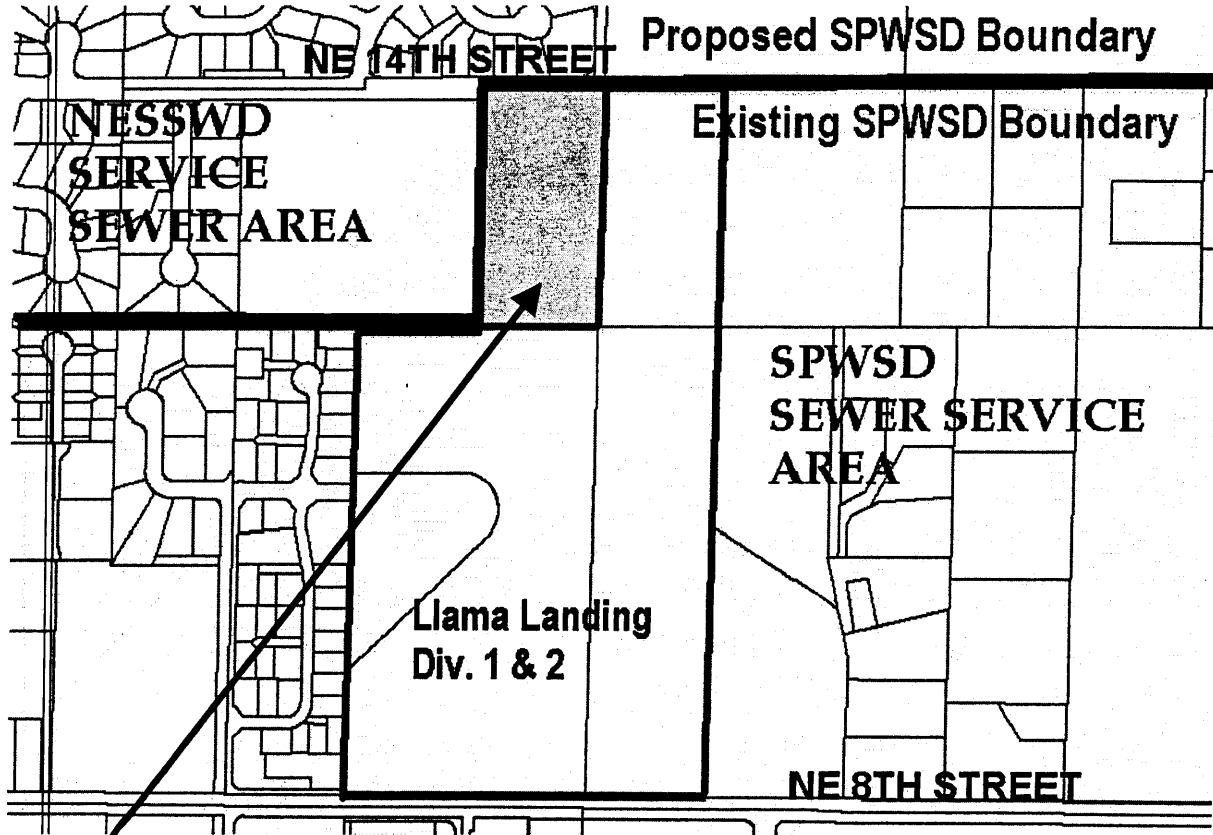 Proposed SPWSD Boundary
NE 14TH STREET
NESSWD
SERVICE
SEWER AREA
Existing SPWSD Boundary
SPWSD
SEWER SERVICE
AREA
Llama Landing
Div. 1 & 2
NE 8TH STREET